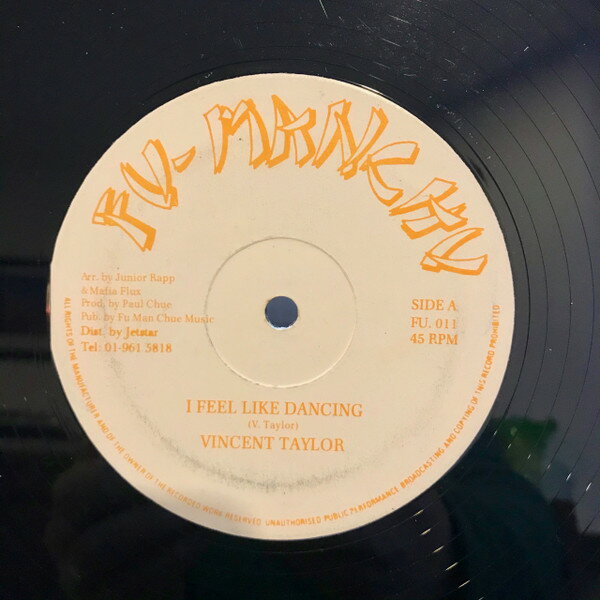 FU-MANCHU
Arr. by Junior Rapp
& Mafia Flux
Prod. by Paul Chue
Pub. by Fu Man Chue Music
Dist. by Jetstar
Tel: 01-961 5818
SIDE A
FU. 011
45 RPM
I FEEL LIKE DANCING
(V. Taylor)
VINCENT TAYLOR
ALL RIGHTS OF THE MANUFACTURER AND OF THE OWNER OF THE RECORDED WORK RESERVED UNAUTHORISED PUBLIC PERFORMANCE BROADCASTING AND COPYING OF THIS RECORD PROHIBITED